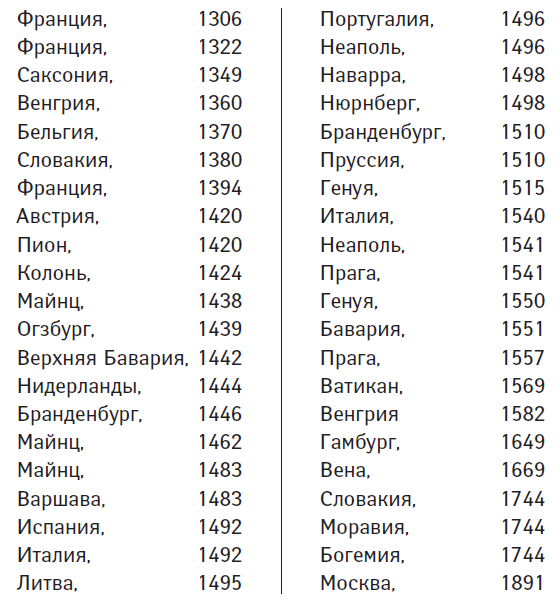 Франция, 1306
Франция, 1322
Саксония, 1349
Венгрия, 1360
Бельгия, 1370
Словакия, 1380
Франция, 1394
Австрия, 1420
Пион, 1420
Колонь, 1424
Майнц, 1438
Огзбург, 1439
Верхняя Бавария, 1442
Нидерланды, 1444
Бранденбург, 1446
Майнц, 1462
Майнц, 1483
Варшава, 1483
Испания, 1492
Италия, 1492
Литва, 1495
Португалия, 1496
Неаполь, 1496
Наварра, 1498
Нюрнберг, 1498
Бранденбург, 1510
Пруссия, 1510
Генуя, 1515
Италия, 1540
Неаполь, 1541
Прага, 1541
Генуя, 1550
Бавария, 1551
Прага, 1557
Ватикан, 1569
Венгрия 1582
Гамбург, 1649
Вена, 1669
Словакия, 1744
Моравия, 1744
Богемия, 1744
Москва, 1891